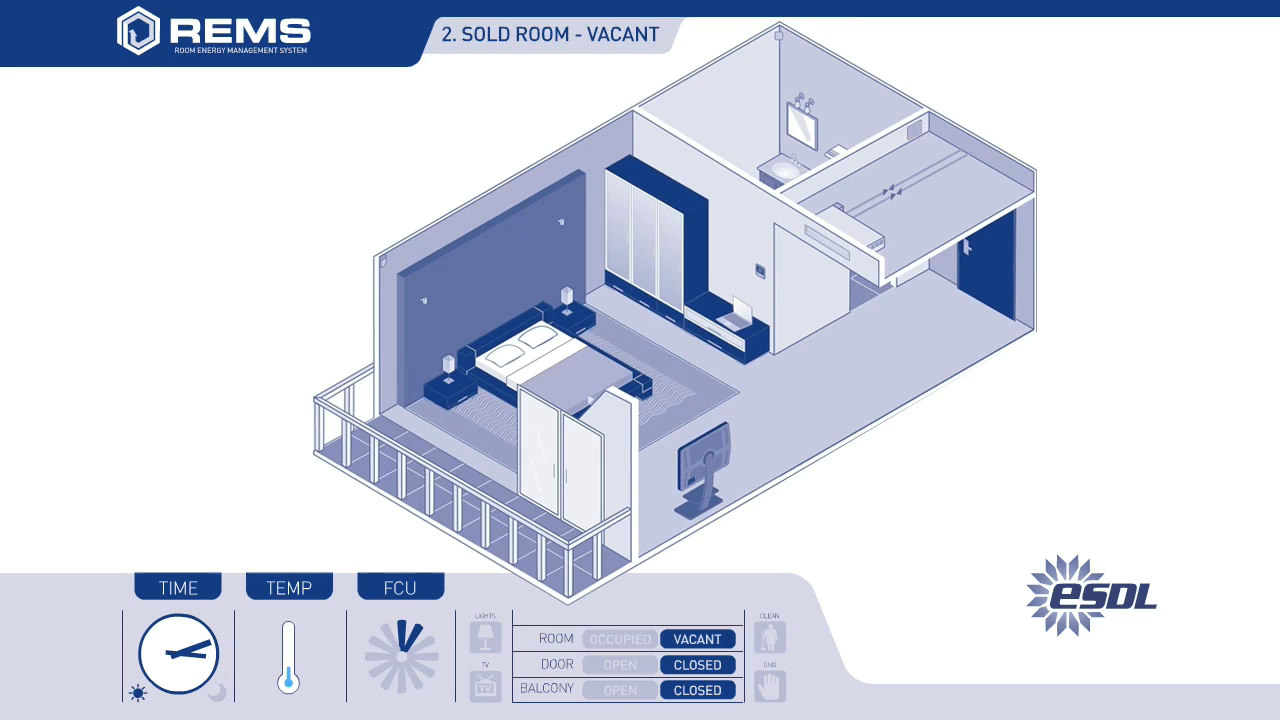 REMS
ROOM ENERGY MANAGEMENT SYSTEM
2. SOLD ROOM - VACANT
TIME
TEMP
FCU
LIGHTS
TV
TV
ROOM OCCUPIED VACANT
DOOR OPEN CLOSED
BALCONY OPEN CLOSED
CLEAN
DND
eSDL